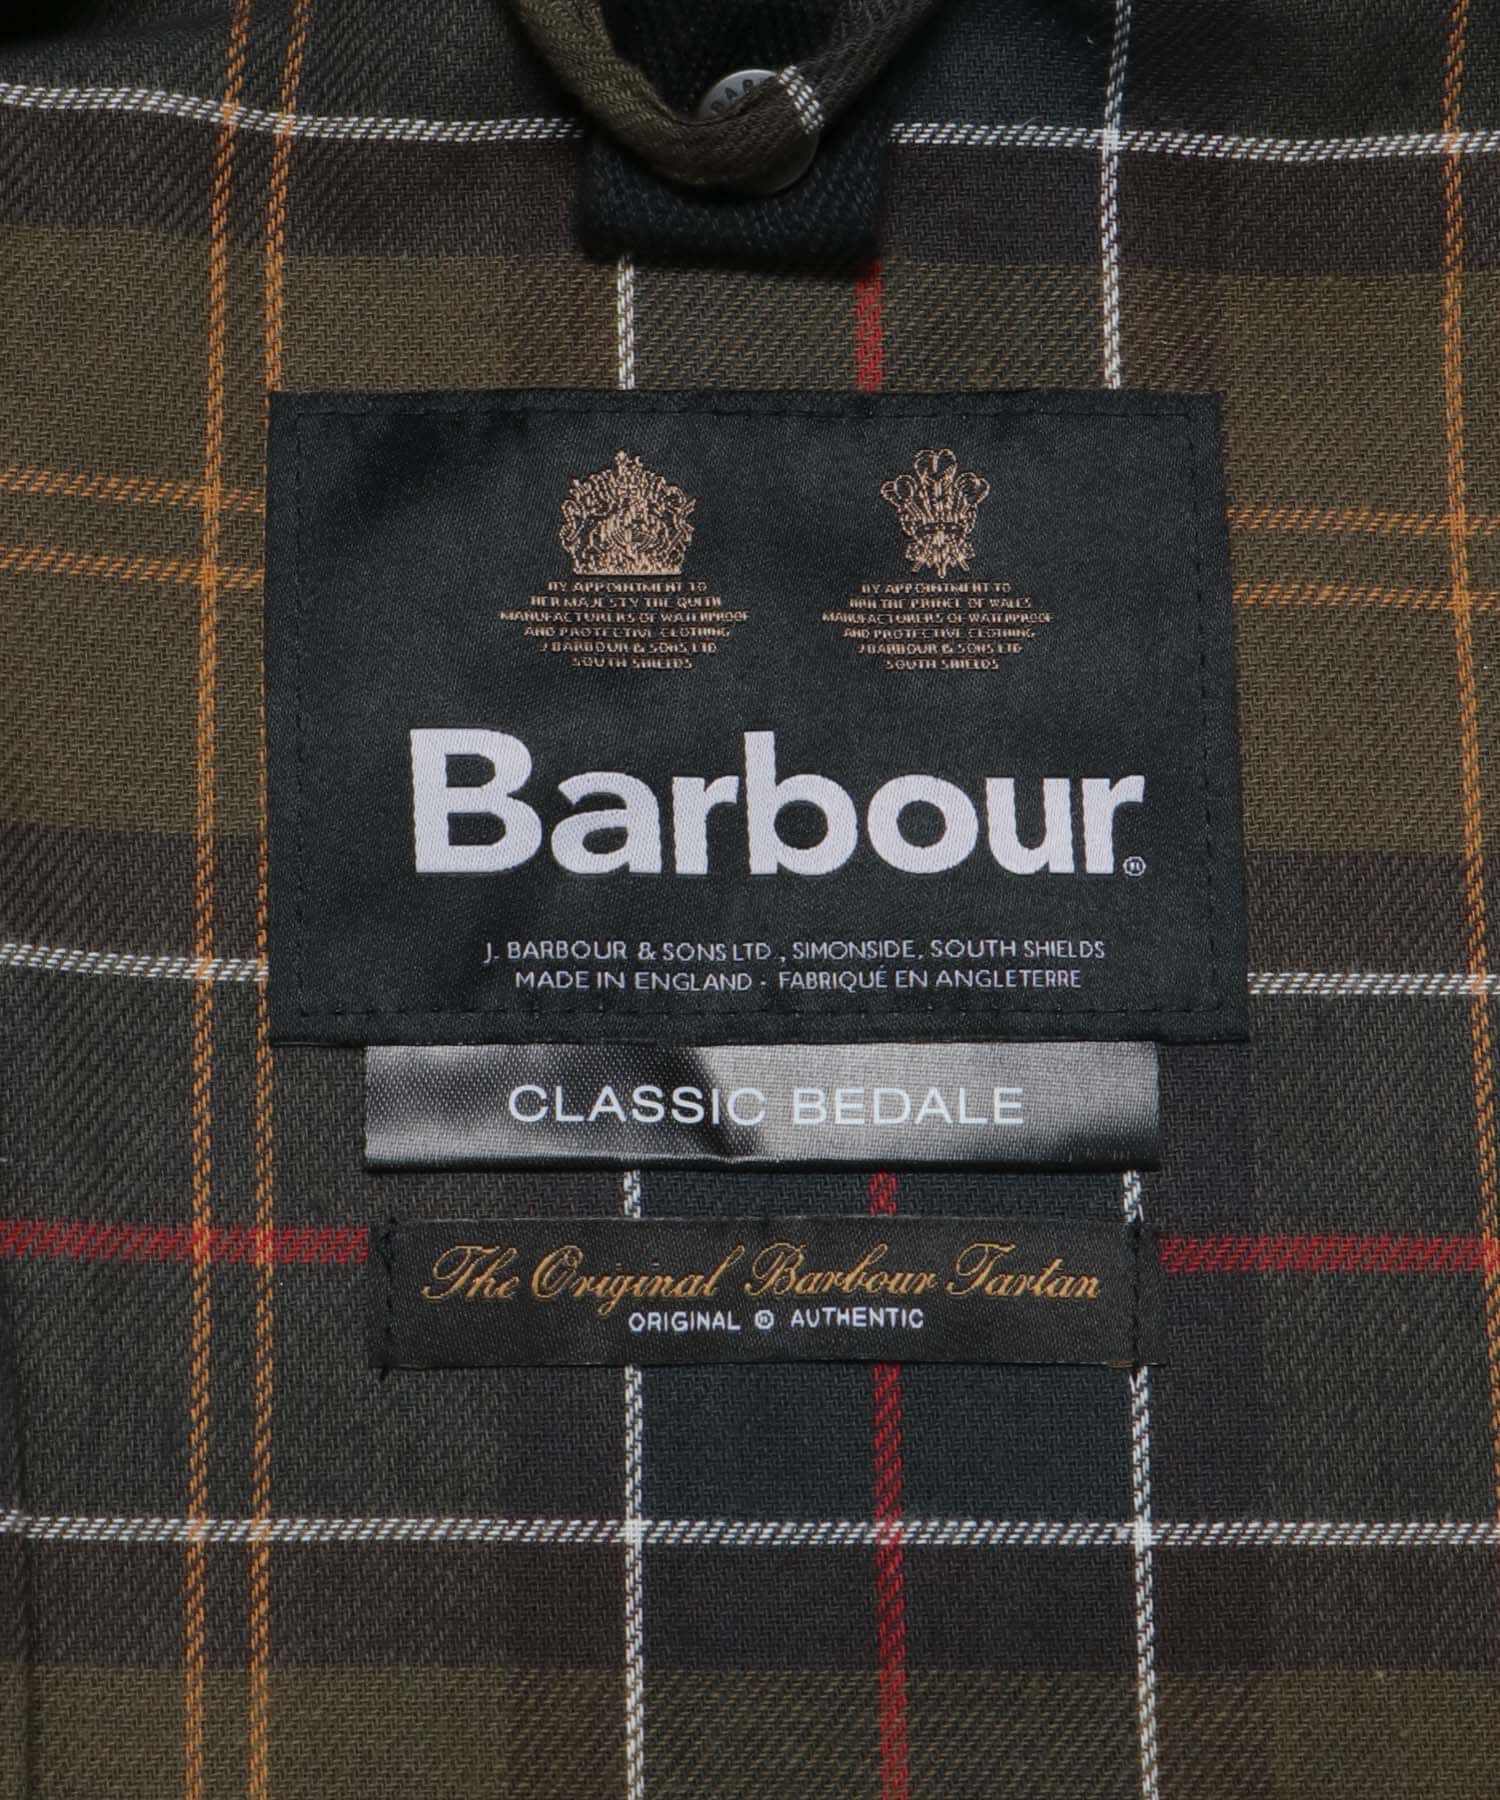 BY APPOINTMENT TO
HER MAJESTY THE QUEEN
MANUFACTURERS OF WATERPROOF
AND PROTECTIVE CLOTHING
J BARBOUR & SONS LTD
SOUTH SHIELDS
BY APPOINTMENT TO
HRH THE PRINCE OF WALES
MANUFACTURERS OF WATERPROOF
AND PROTECTIVE CLOTHING
J BARBOUR & SONS LTD
SOUTH SHIELDS
Barbour®
J. BARBOUR & SONS LTD., SIMONSIDE, SOUTH SHIELDS
MADE IN ENGLAND · FABRIQUÉ EN ANGLETERRE
CLASSIC BEDALE
The Original Barbour Tartan
ORIGINAL ® AUTHENTIC